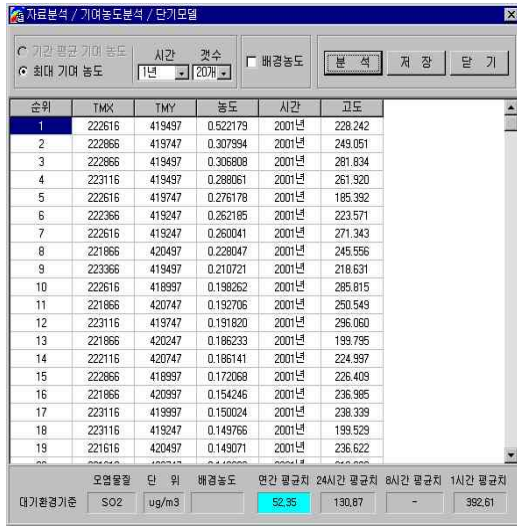 자료분석 / 기여농도분석 / 단기모델
기간 평균 기여 농도
최대 기여 농도
시간 갯수
1년 20개
배경농도
분 석 저 장 닫 기
순위 TMX TMY 농도 시간 고도
1 222616 419497 0.522179 2001년 228.242
2 222866 419747 0.307994 2001년 249.051
3 222866 419497 0.306808 2001년 281.834
4 223116 419497 0.288061 2001년 261.920
5 222616 419747 0.276178 2001년 185.392
6 222366 419247 0.262185 2001년 223.571
7 222616 419247 0.260041 2001년 271.343
8 221866 420497 0.228047 2001년 245.556
9 223366 419497 0.210721 2001년 218.631
10 222616 418997 0.198262 2001년 285.815
11 221866 420747 0.192706 2001년 250.549
12 223116 419747 0.191820 2001년 296.060
13 221866 420247 0.186233 2001년 199.795
14 222116 420747 0.186141 2001년 224.997
15 222866 418997 0.172068 2001년 226.409
16 221866 420997 0.154246 2001년 236.985
17 223116 419997 0.150024 2001년 238.339
18 223116 419247 0.149766 2001년 199.529
19 221616 420497 0.149071 2001년 236.622
오염물질 단 위 배경농도 연간 평균치 24시간 평균치 8시간 평균치 1시간 평균치
대기환경기준 SO2 ug/m3 52,35 130,87 - 392,61